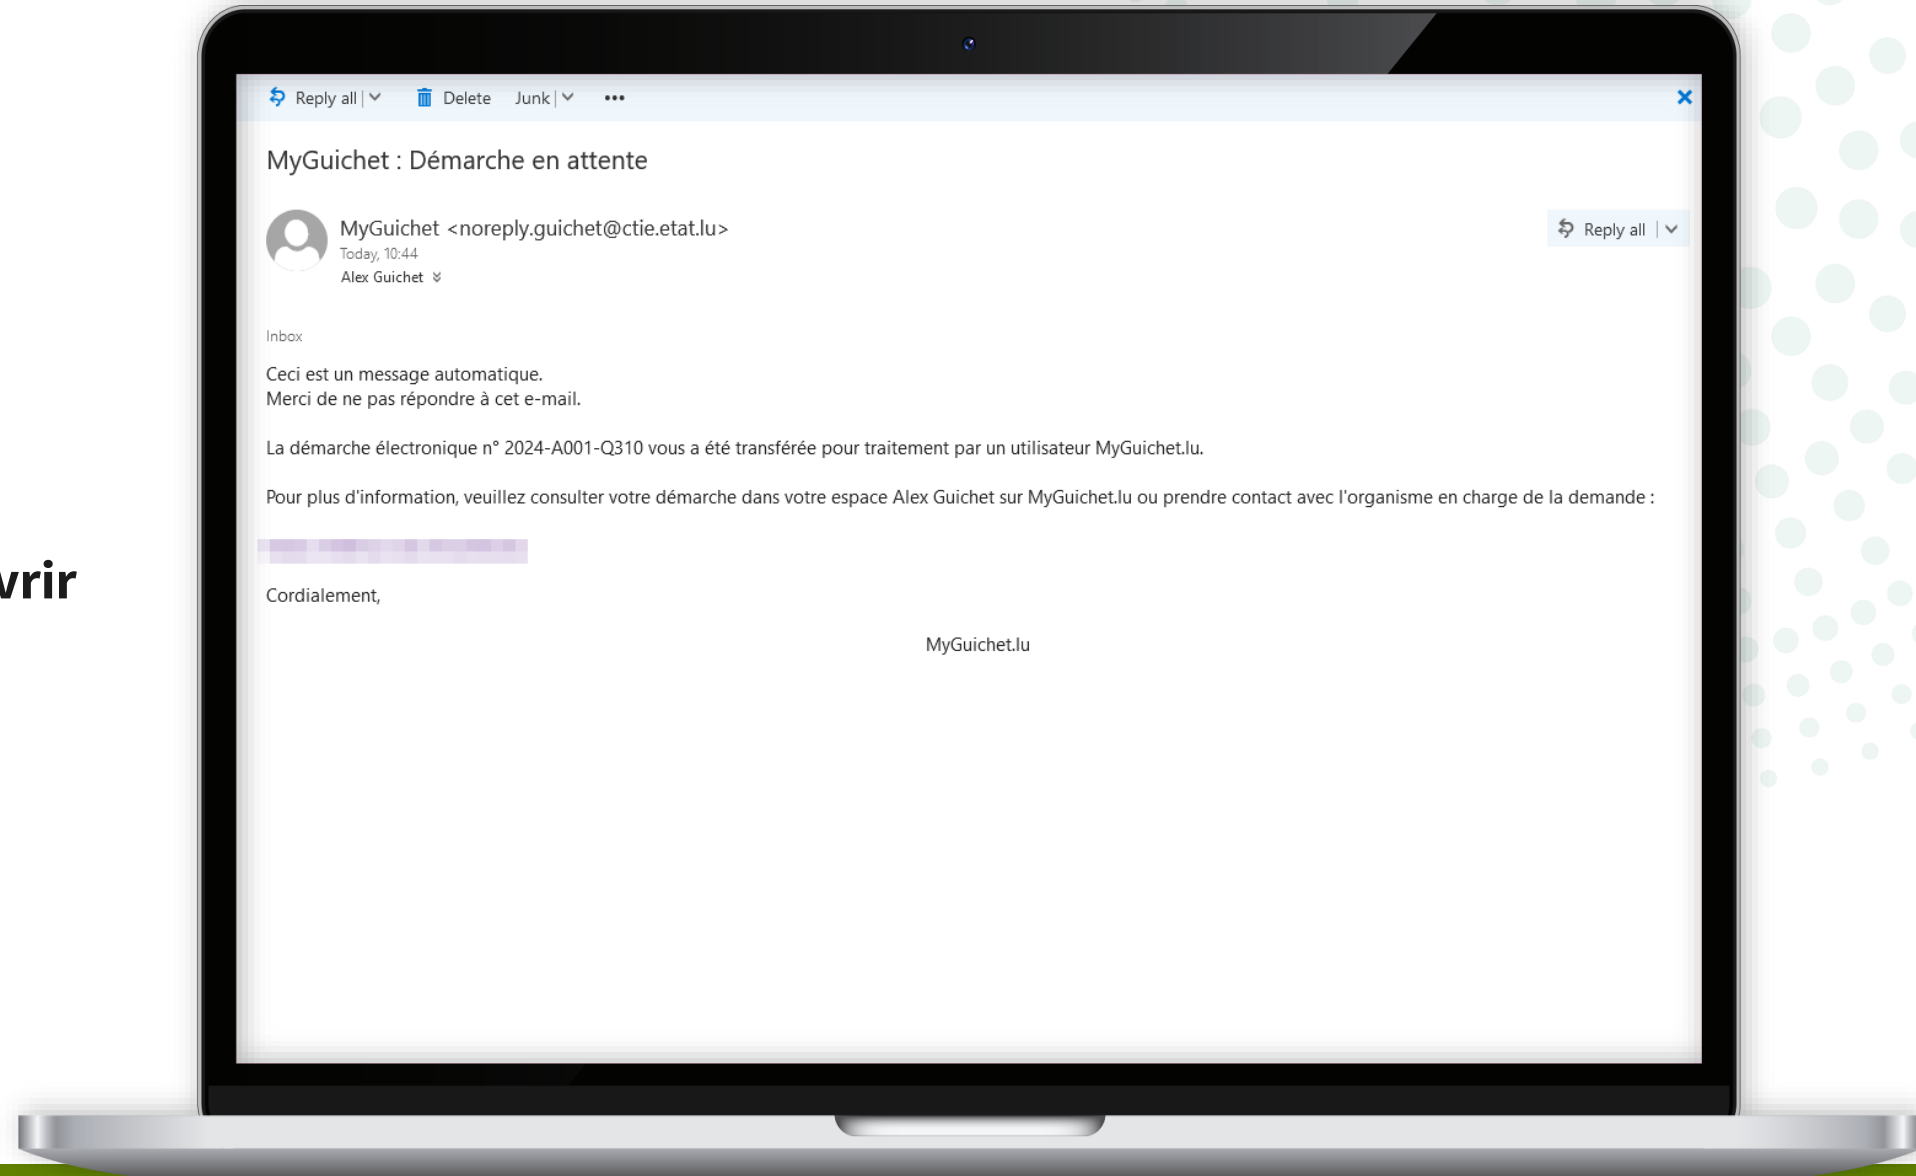 Reply all
Delete
Junk
MyGuichet : Démarche en attente
MyGuichet <noreply.guichet@ctie.etat.lu>
Today, 10:44
Alex Guichet
Reply all
Inbox
Ceci est un message automatique.
Merci de ne pas répondre à cet e-mail.
La démarche électronique n° 2024-A001-Q310 vous a été transférée pour traitement par un utilisateur MyGuichet.lu.
Pour plus d'information, veuillez consulter votre démarche dans votre espace Alex Guichet sur MyGuichet.lu ou prendre contact avec l'organisme en charge de la demande :
vrir
Cordialement,
MyGuichet.lu